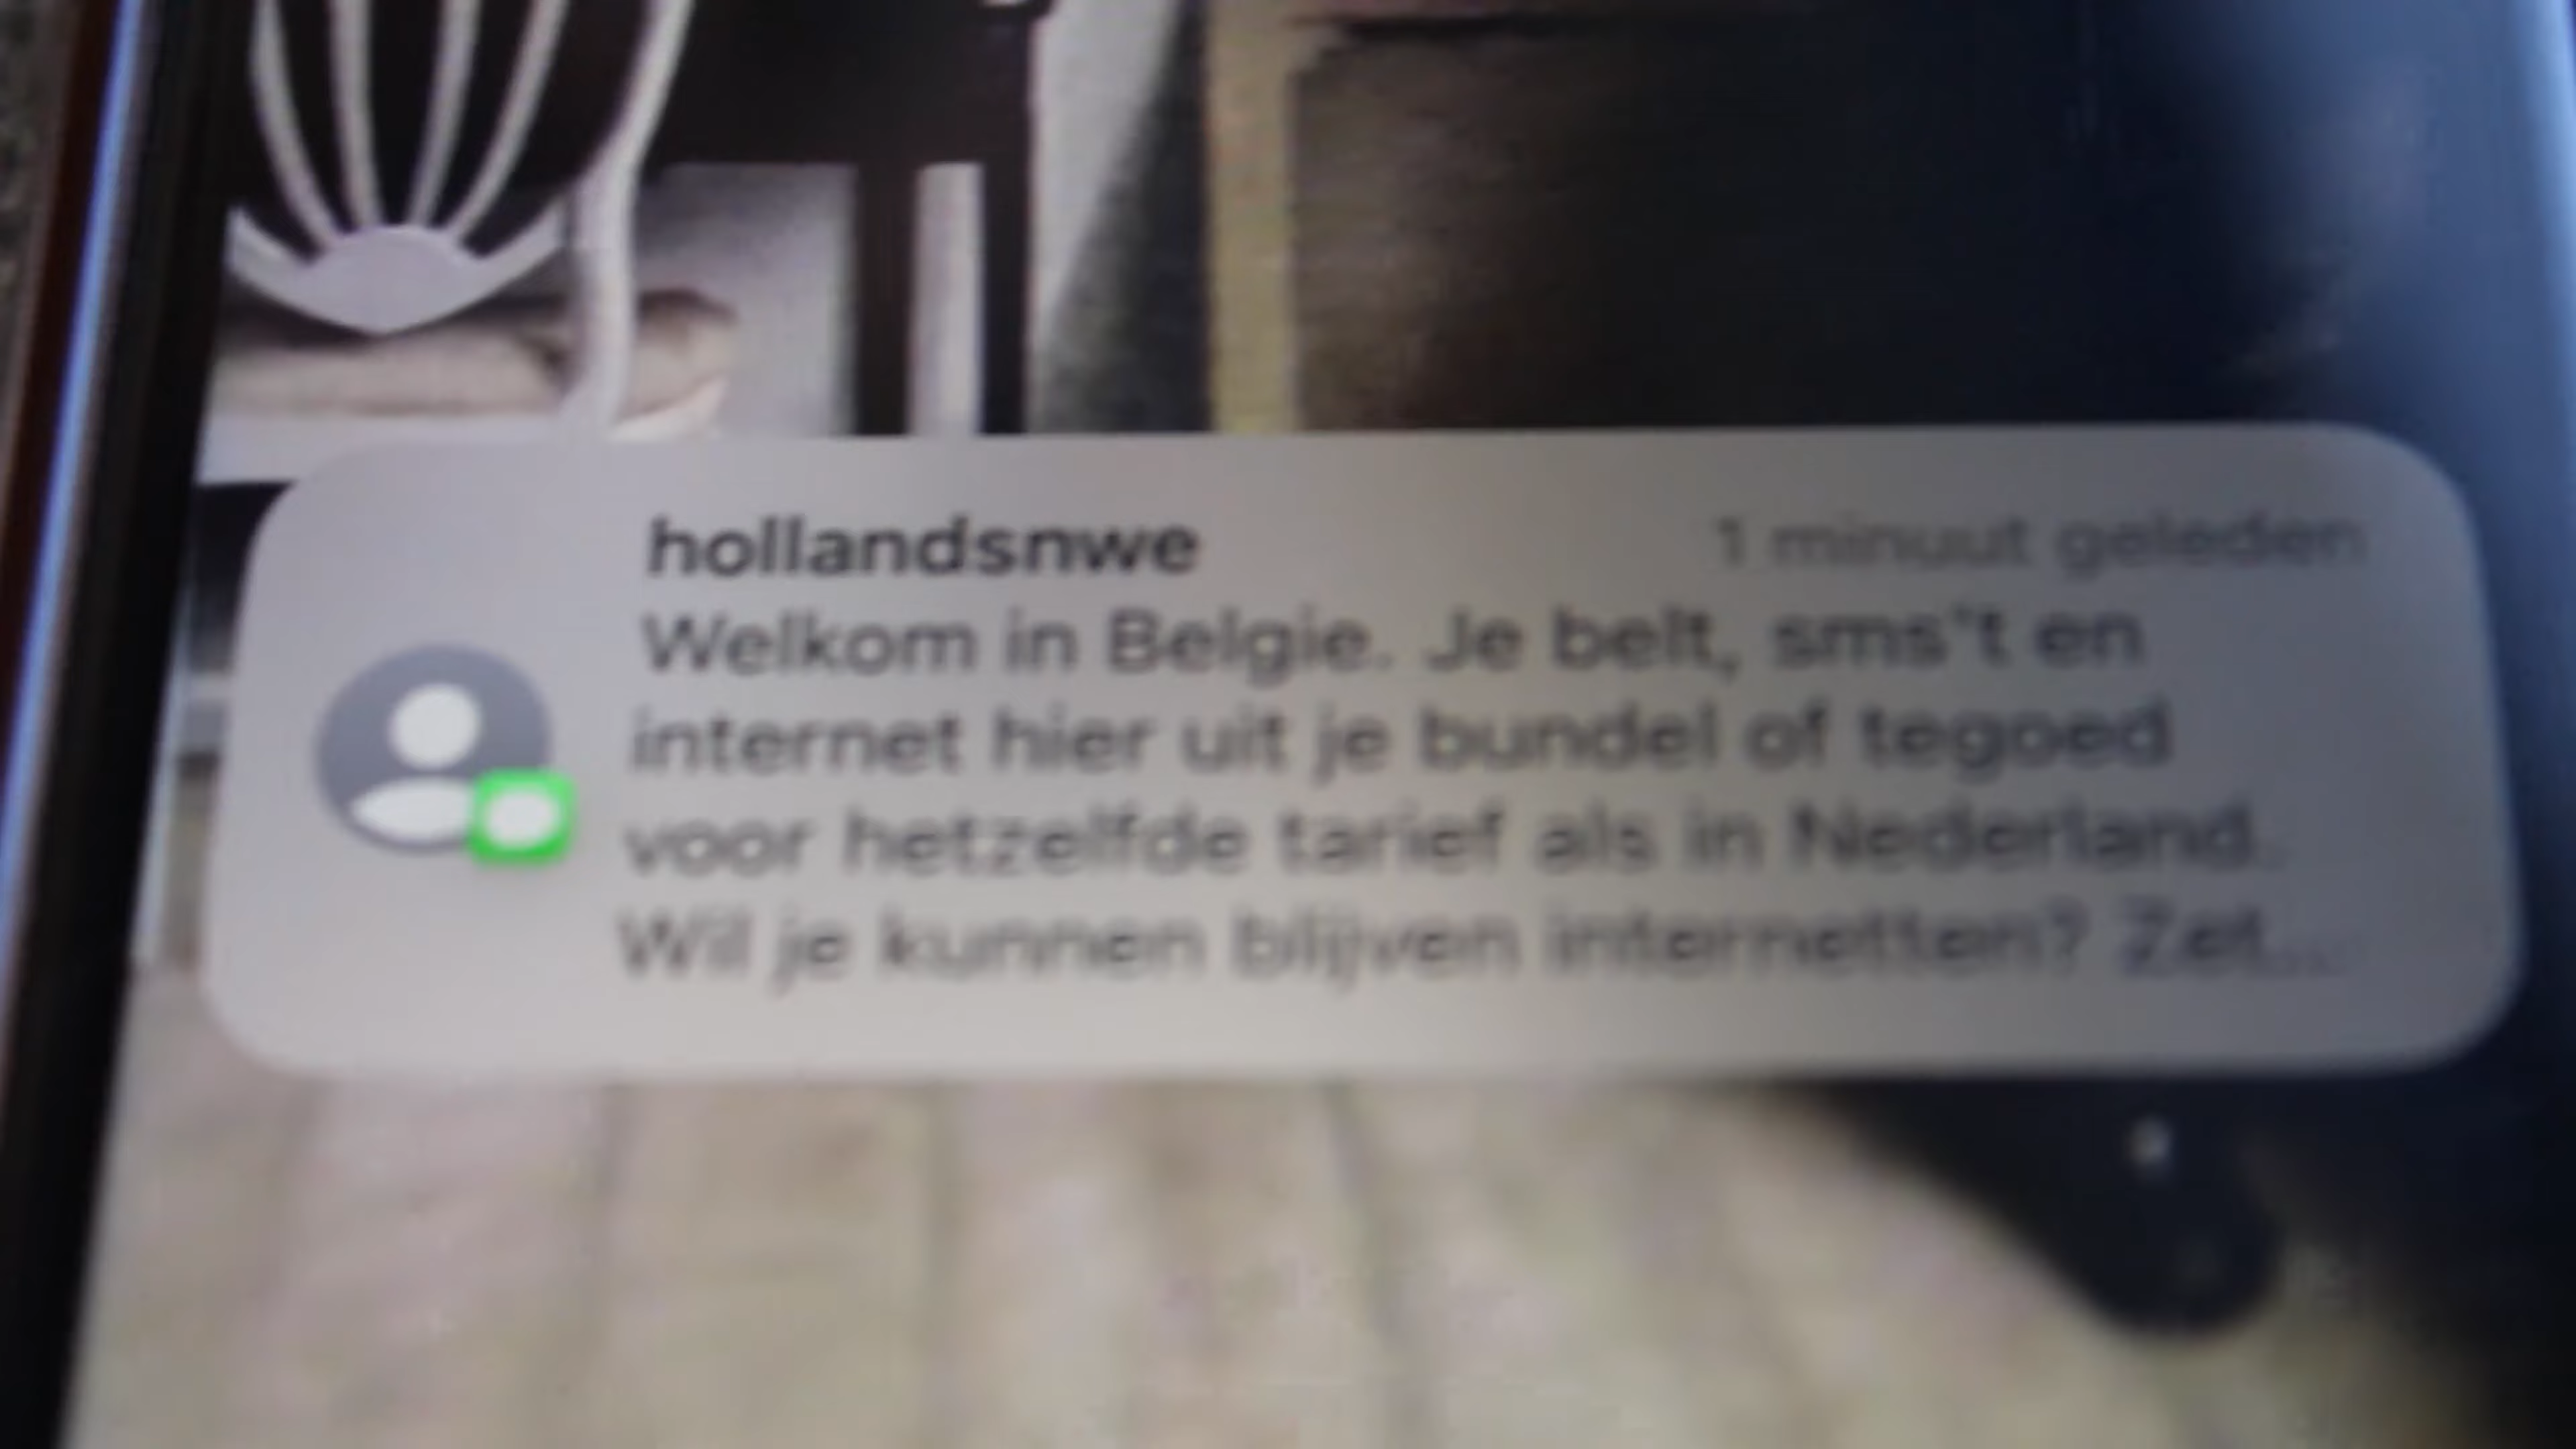 hollandsnwe
1 minuut geleden
Welkom in Belgie. Je belt, sms't en
internet hier uit je bundel of tegoed
voor hetzelfde tarief als in Nederland.
Wil je kunnen blijven internetten? Zet...